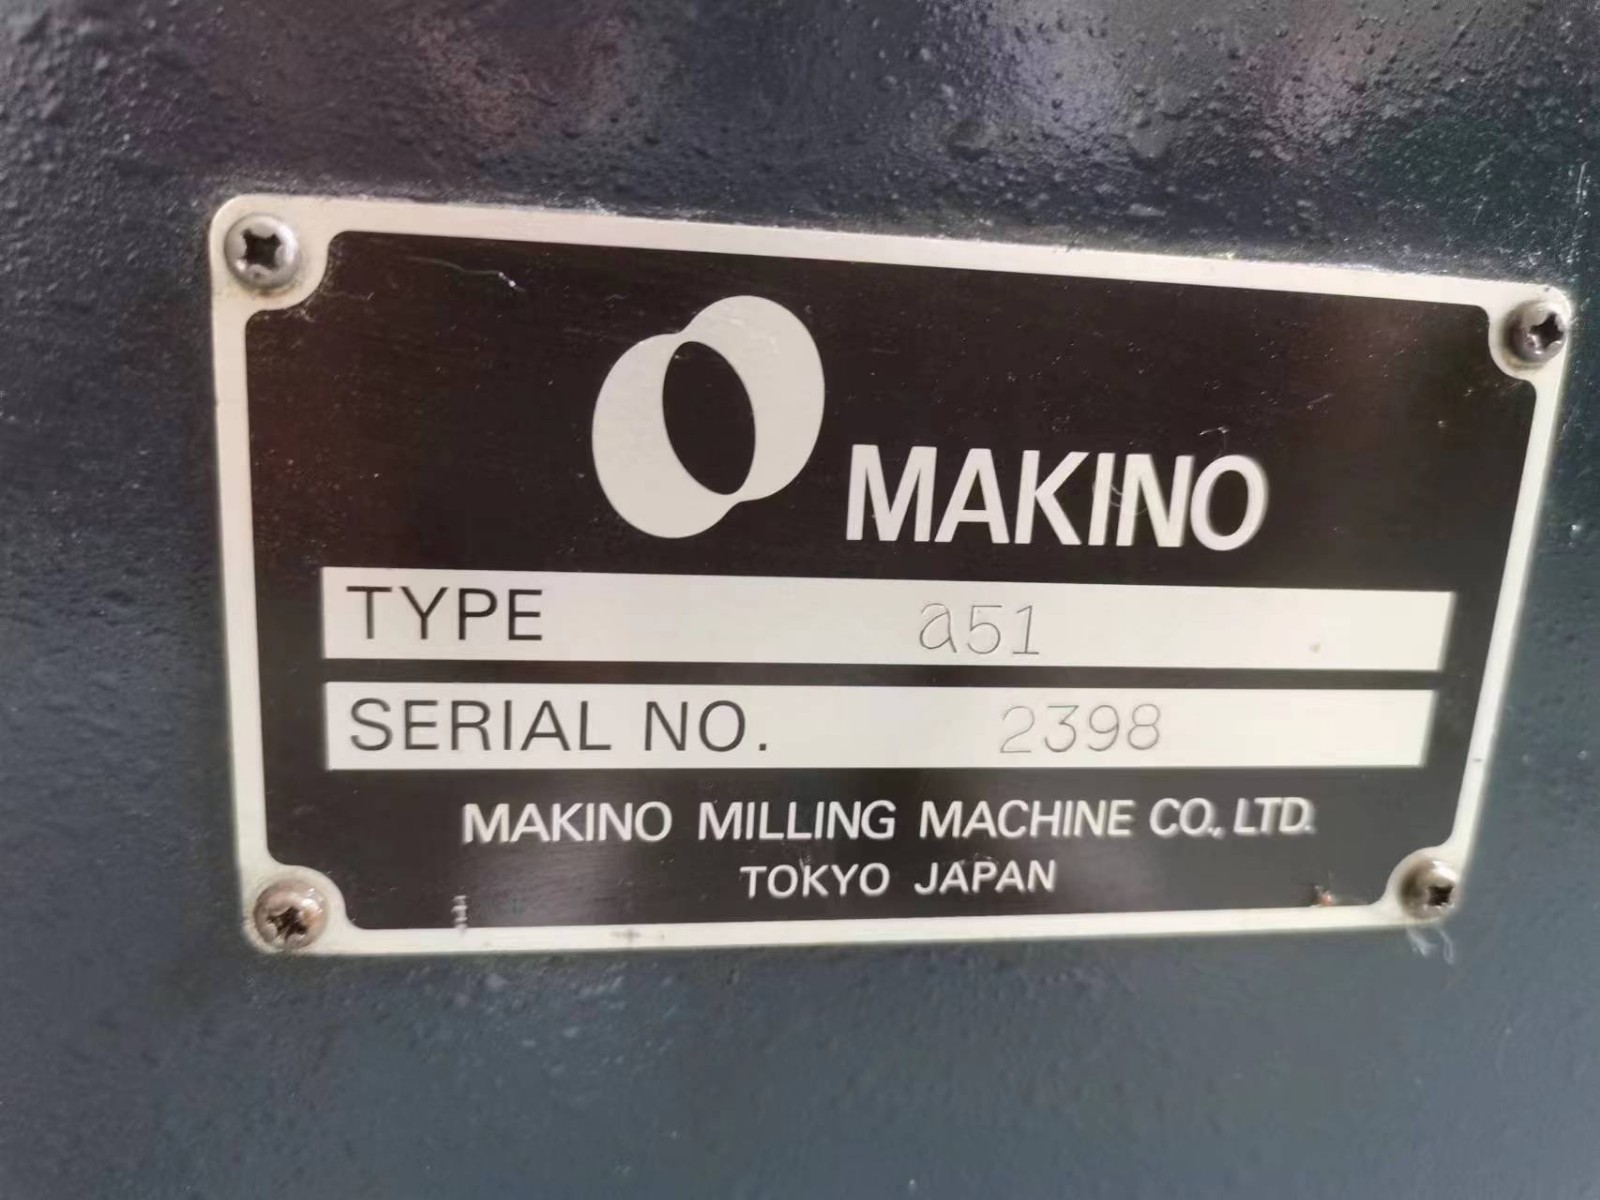 MAKINO
TYPE a51
SERIAL NO. 2398
MAKINO MILLING MACHINE CO., LTD.
TOKYO JAPAN